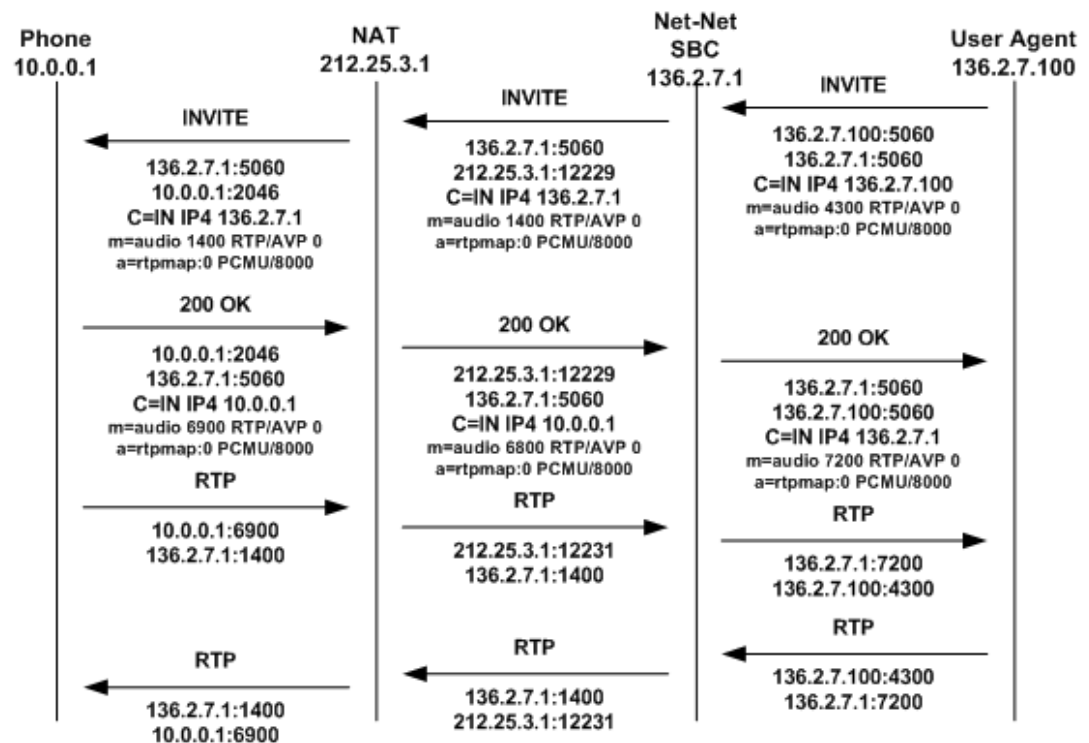 Phone
10.0.0.1
NAT
212.25.3.1
Net-Net
SBC
136.2.7.1
User Agent
136.2.7.100
INVITE
136.2.7.1:5060
10.0.0.1:2046
C=IN IP4 136.2.7.1
m=audio 1400 RTP/AVP 0
a=rtpmap:0 PCMU/8000
INVITE
136.2.7.1:5060
212.25.3.1:12229
C=IN IP4 136.2.7.1
m=audio 1400 RTP/AVP 0
a=rtpmap:0 PCMU/8000
INVITE
136.2.7.100:5060
136.2.7.1:5060
C=IN IP4 136.2.7.100
m=audio 4300 RTP/AVP 0
a=rtpmap:0 PCMU/8000
200 OK
10.0.0.1:2046
136.2.7.1:5060
C=IN IP4 10.0.0.1
m=audio 6900 RTP/AVP 0
a=rtpmap:0 PCMU/8000
200 OK
212.25.3.1:12229
136.2.7.1:5060
C=IN IP4 10.0.0.1
m=audio 6800 RTP/AVP 0
a=rtpmap:0 PCMU/8000
200 OK
136.2.7.1:5060
136.2.7.100:5060
C=IN IP4 136.2.7.1
m=audio 7200 RTP/AVP 0
a=rtpmap:0 PCMU/8000
RTP
10.0.0.1:6900
136.2.7.1:1400
RTP
212.25.3.1:12231
136.2.7.1:1400
RTP
136.2.7.1:7200
136.2.7.100:4300
RTP
136.2.7.1:1400
10.0.0.1:6900
RTP
136.2.7.1:1400
212.25.3.1:12231
RTP
136.2.7.100:4300
136.2.7.1:7200